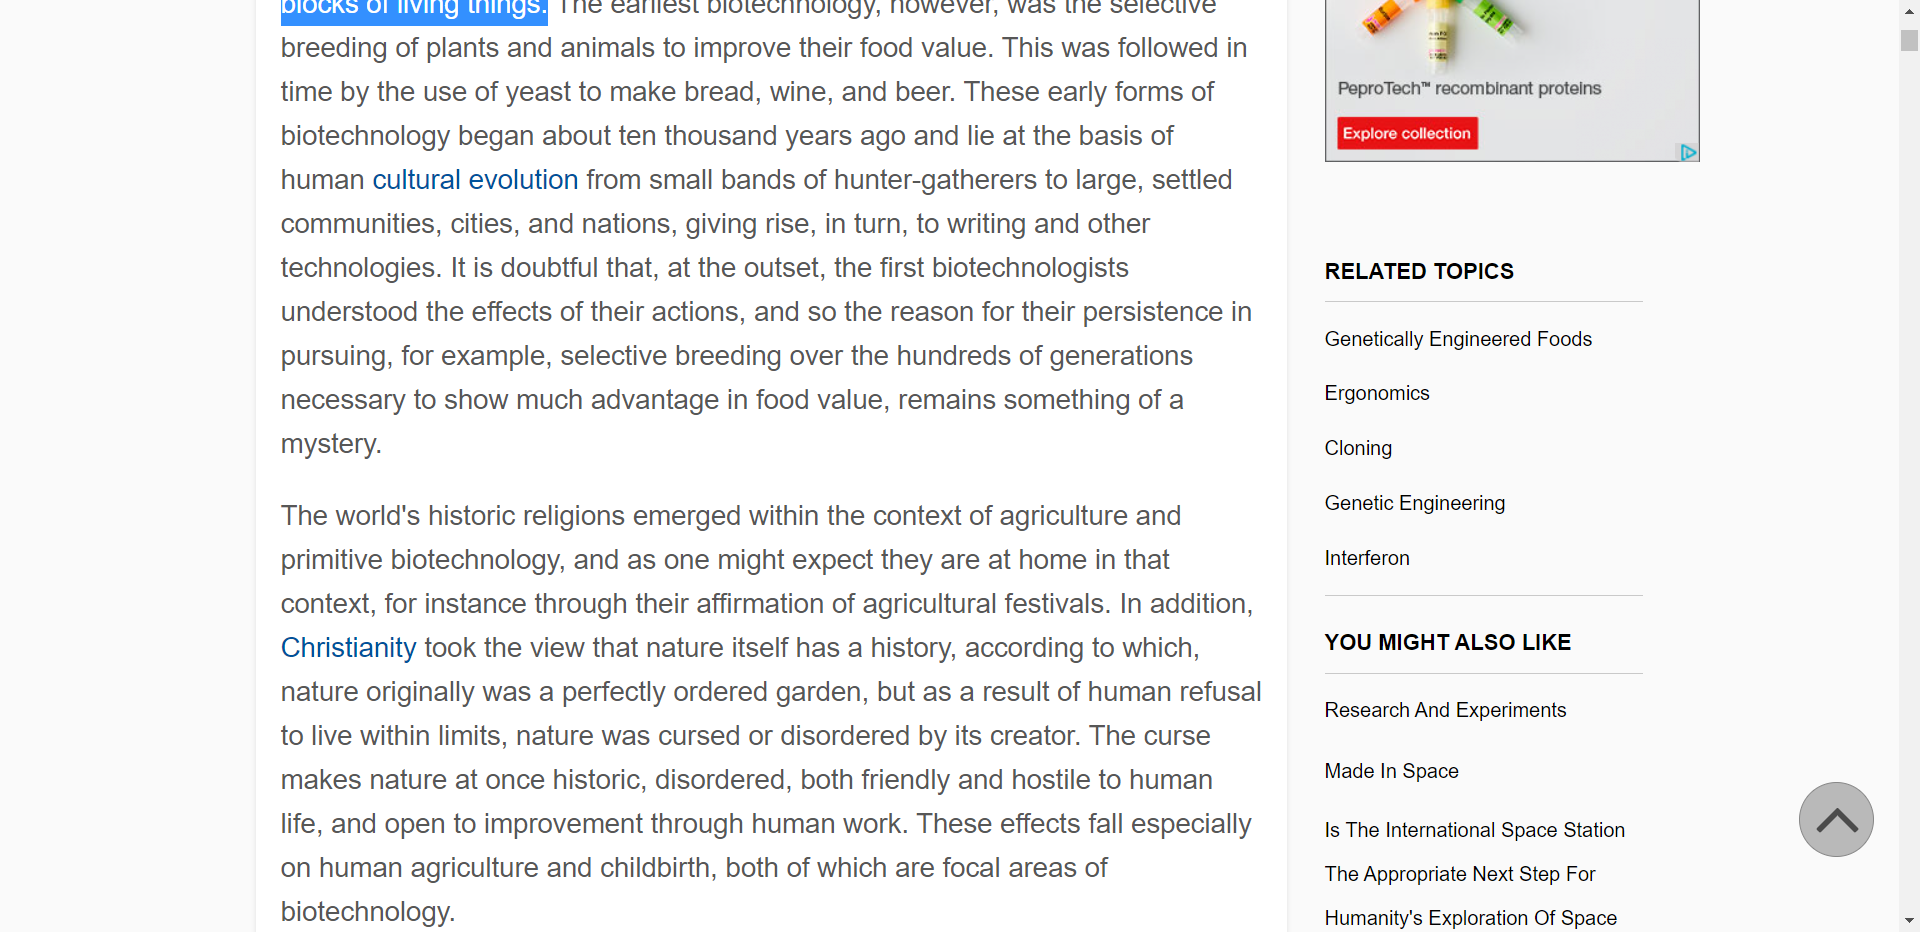 blocks of living things. The earliest biotechnology, however, was the selective
breeding of plants and animals to improve their food value. This was followed in
time by the use of yeast to make bread, wine, and beer. These early forms of
biotechnology began about ten thousand years ago and lie at the basis of
human cultural evolution from small bands of hunter-gatherers to large, settled
communities, cities, and nations, giving rise, in turn, to writing and other
technologies. It is doubtful that, at the outset, the first biotechnologists
understood the effects of their actions, and so the reason for their persistence in
pursuing, for example, selective breeding over the hundreds of generations
necessary to show much advantage in food value, remains something of a
mystery.
The world's historic religions emerged within the context of agriculture and
primitive biotechnology, and as one might expect they are at home in that
context, for instance through their affirmation of agricultural festivals. In addition,
Christianity took the view that nature itself has a history, according to which,
nature originally was a perfectly ordered garden, but as a result of human refusal
to live within limits, nature was cursed or disordered by its creator. The curse
makes nature at once historic, disordered, both friendly and hostile to human
life, and open to improvement through human work. These effects fall especially
on human agriculture and childbirth, both of which are focal areas of
biotechnology.
PeproTech™ recombinant proteins
Explore collection
RELATED TOPICS
Genetically Engineered Foods
Ergonomics
Cloning
Genetic Engineering
Interferon
YOU MIGHT ALSO LIKE
Research And Experiments
Made In Space
Is The International Space Station
The Appropriate Next Step For
Humanity's Exploration Of Space